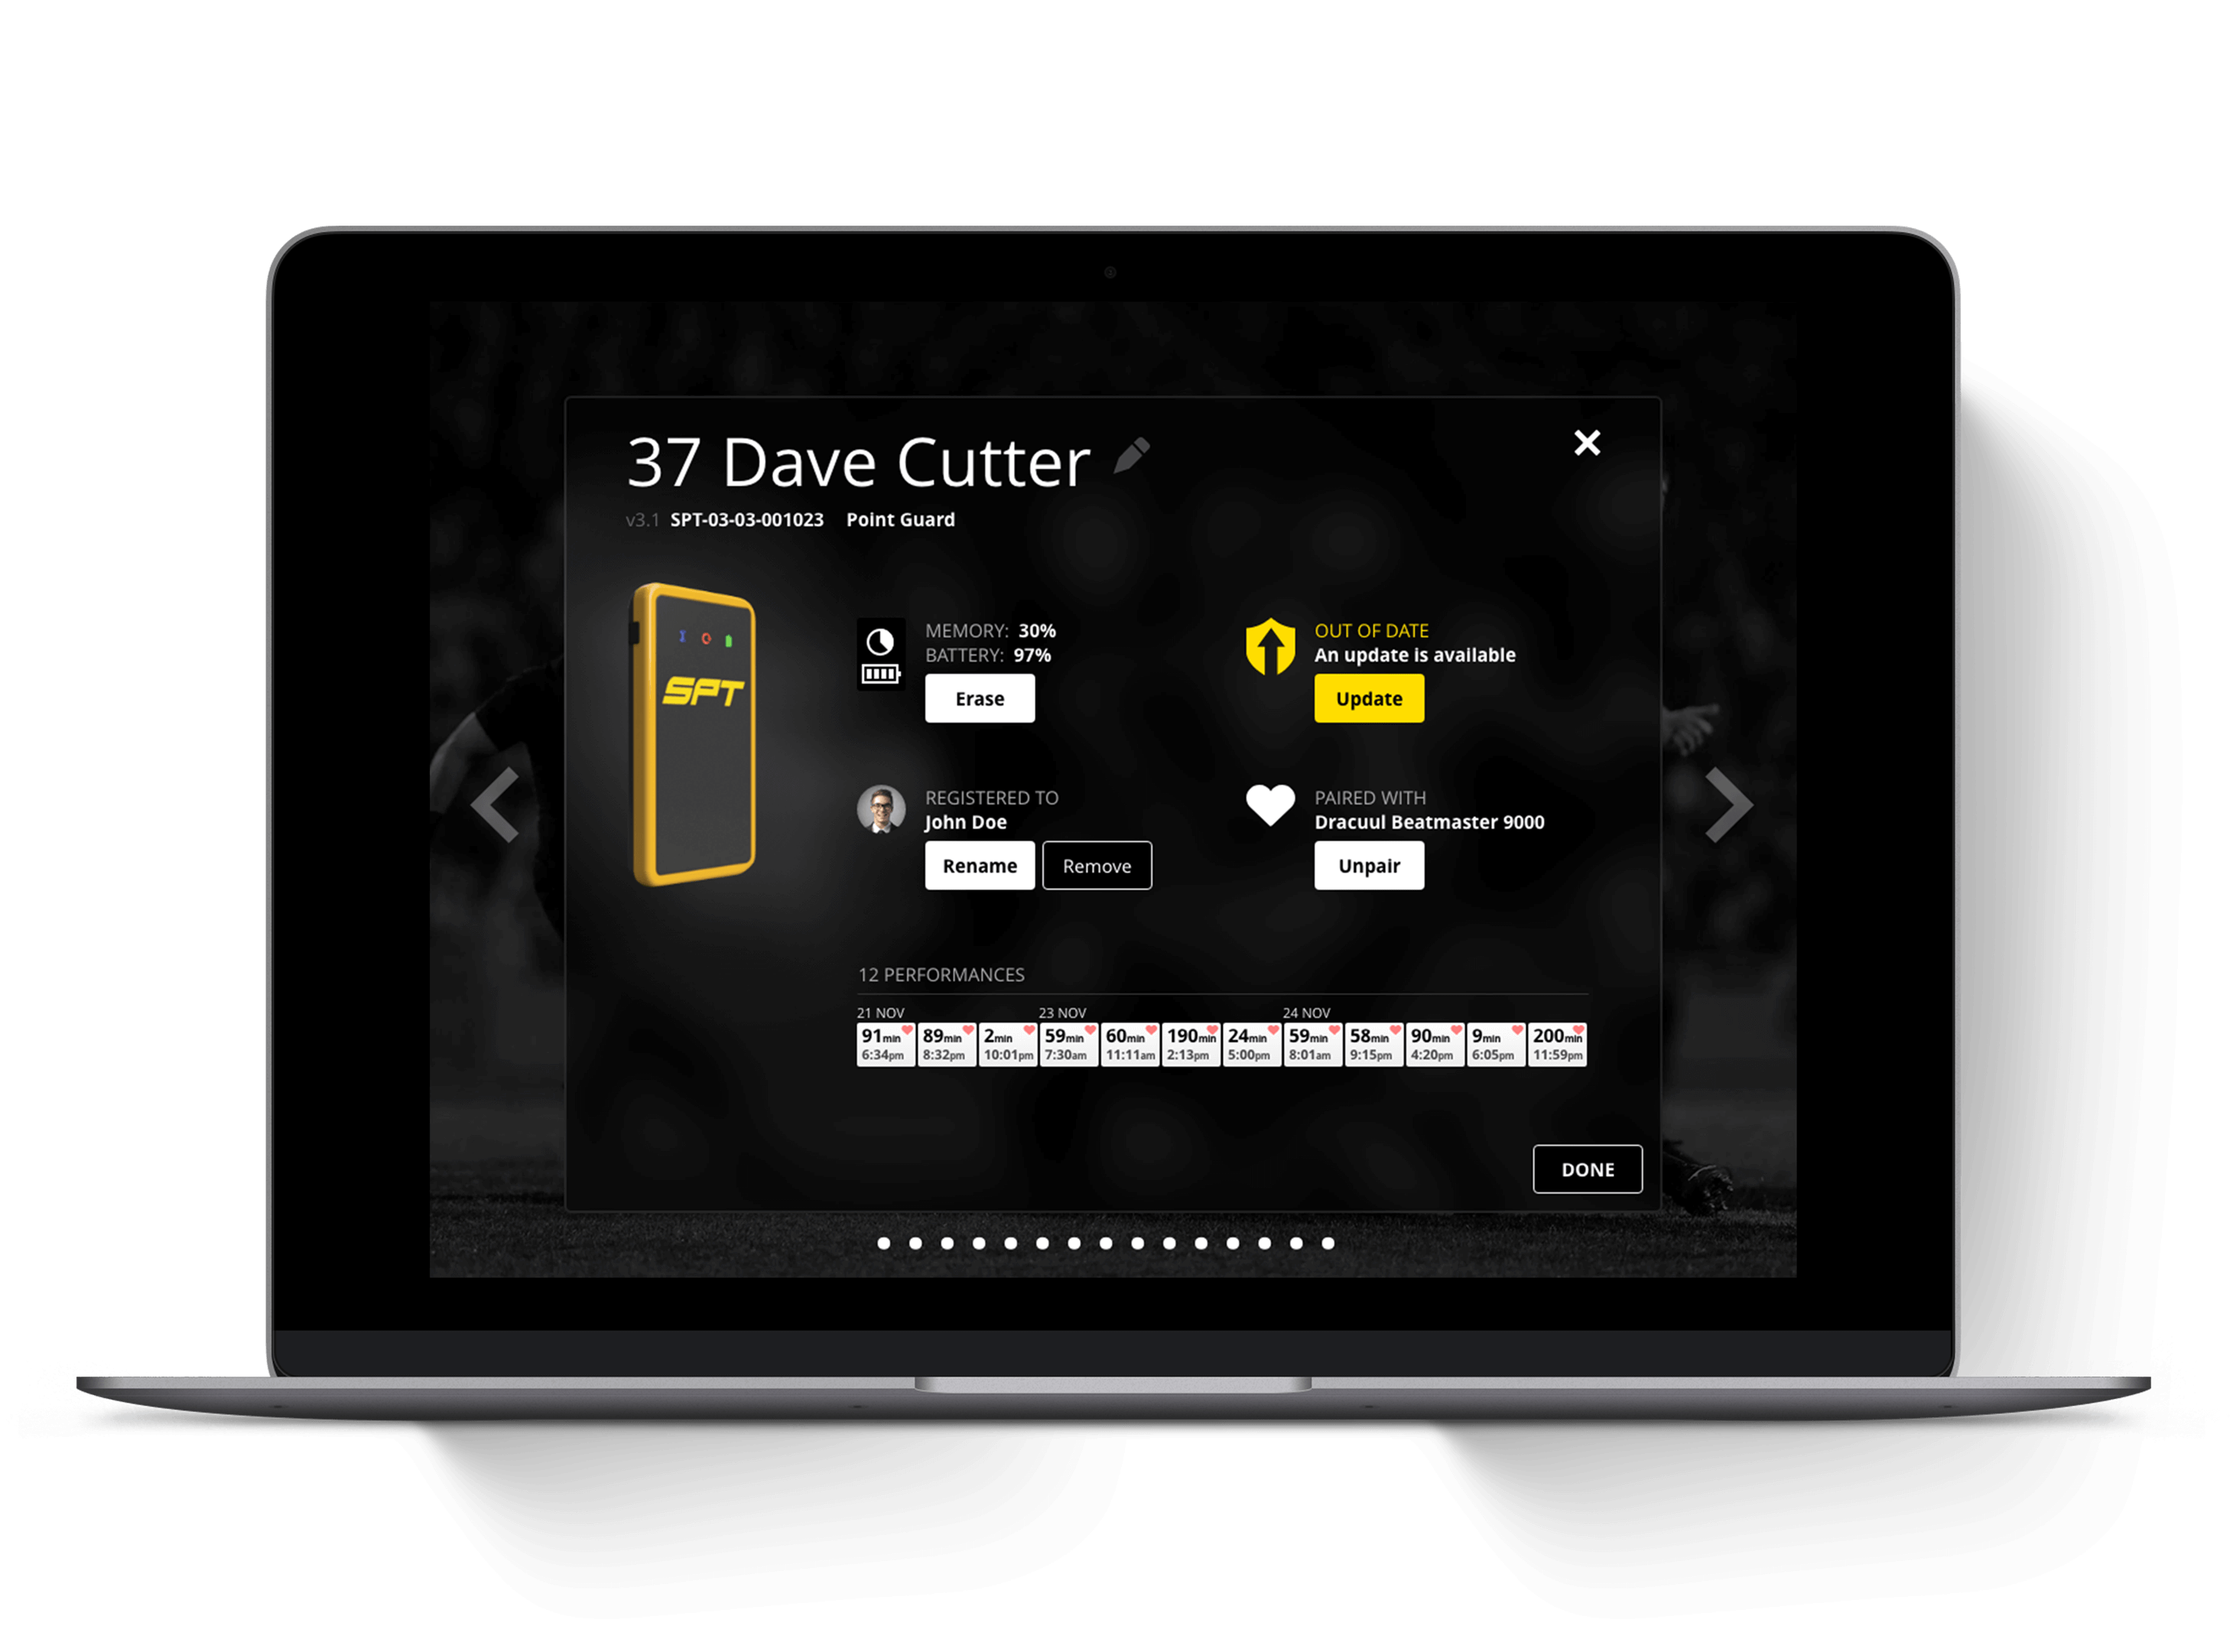 37 Dave Cutter
v3.1 SPT-03-03-001023 Point Guard
SPT
MEMORY: 30%
BATTERY: 97%
Erase
OUT OF DATE
An update is available
Update
REGISTERED TO
John Doe
Rename Remove
PAIRED WITH
Dracuul Beatmaster 9000
Unpair
12 PERFORMANCES
21 NOV 23 NOV 24 NOV
91min 89min 2min 59min 60min 190min 24min 59min 58min 90min 9min 200min
6:34pm 8:32pm 10:01pm 7:30am 11:11am 2:13pm 5:00pm 8:01am 9:15pm 4:20pm 6:05pm 11:59pm
DONE